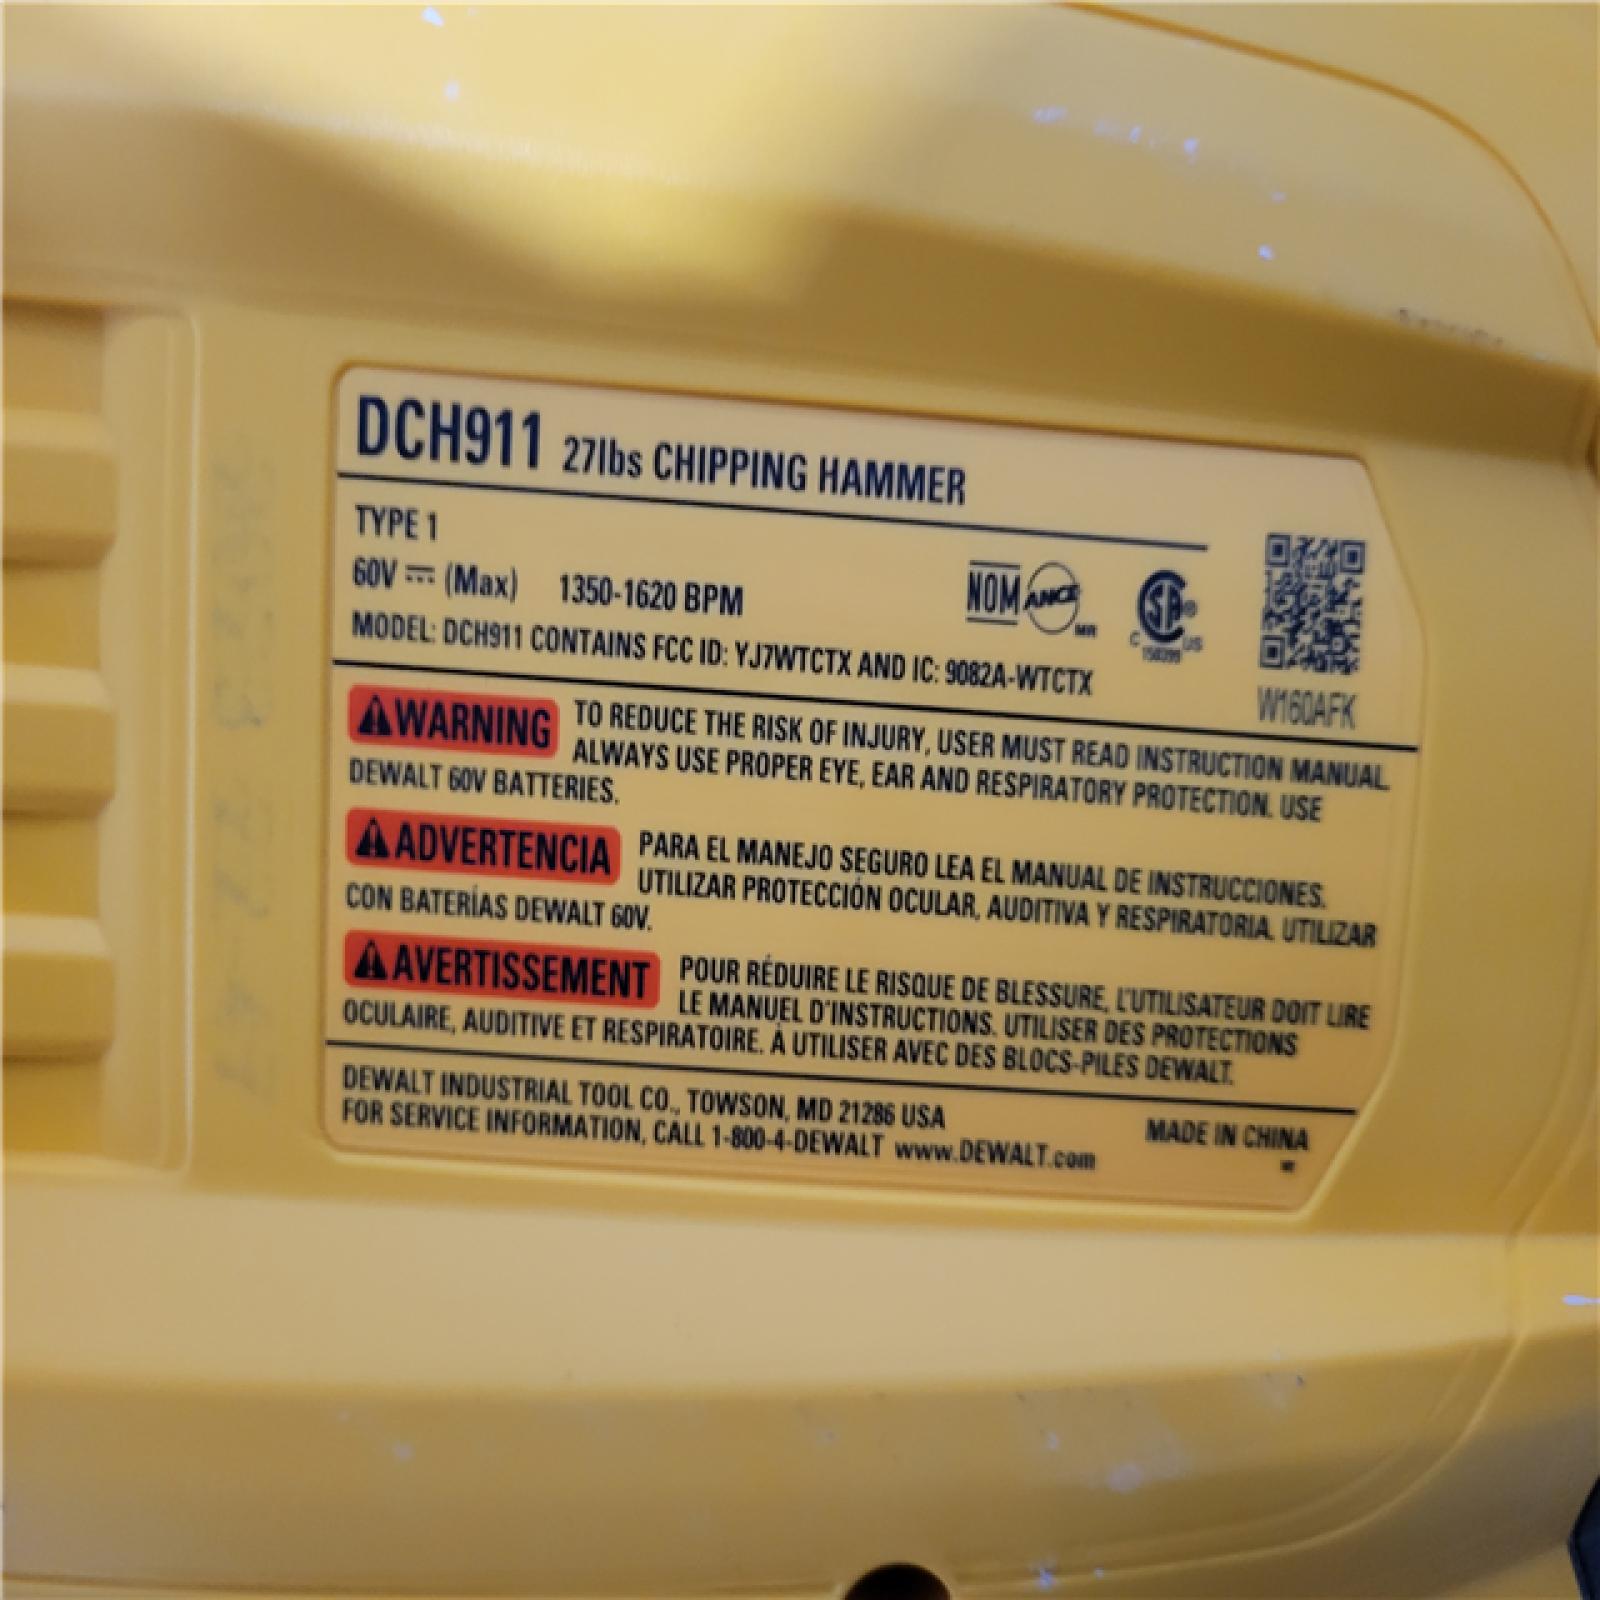 DCH911 27lbs CHIPPING HAMMER
TYPE 1
60V ⎓ (Max) 1350-1620 BPM
NOM ANCE MR
CSA ® C US
MODEL: DCH911 CONTAINS FCC ID: YJ7WTCTX AND IC: 9082A-WTCTX
W160AFK
⚠WARNING TO REDUCE THE RISK OF INJURY, USER MUST READ INSTRUCTION MANUAL.
ALWAYS USE PROPER EYE, EAR AND RESPIRATORY PROTECTION. USE
DEWALT 60V BATTERIES.
⚠ADVERTENCIA PARA EL MANEJO SEGURO LEA EL MANUAL DE INSTRUCCIONES.
UTILIZAR PROTECCIÓN OCULAR, AUDITIVA Y RESPIRATORIA. UTILIZAR
CON BATERÍAS DEWALT 60V.
⚠AVERTISSEMENT POUR RÉDUIRE LE RISQUE DE BLESSURE, L'UTILISATEUR DOIT LIRE
LE MANUEL D'INSTRUCTIONS. UTILISER DES PROTECTIONS
OCULAIRE, AUDITIVE ET RESPIRATOIRE. À UTILISER AVEC DES BLOCS-PILES DEWALT.
DEWALT INDUSTRIAL TOOL CO., TOWSON, MD 21286 USA
FOR SERVICE INFORMATION, CALL 1-800-4-DEWALT www.DEWALT.com
MADE IN CHINA